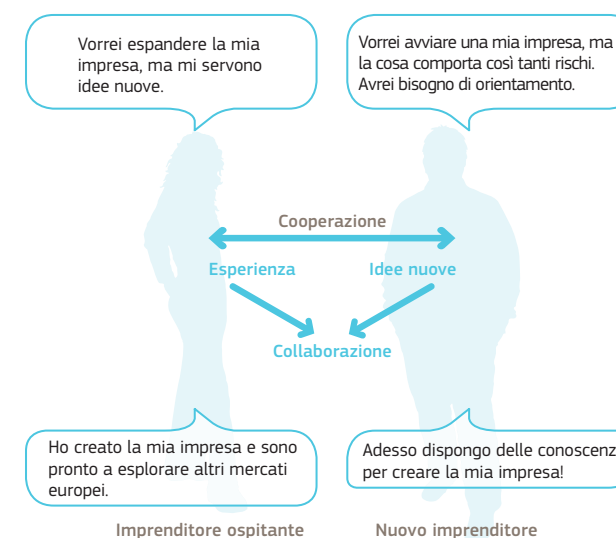 Vorrei espandere la mia
impresa, ma mi servono
idee nuove.
Vorrei avviare una mia impresa, ma
la cosa comporta così tanti rischi.
Avrei bisogno di orientamento.
Cooperazione
Esperienza
Idee nuove
Collaborazione
Ho creato la mia impresa e sono
pronto a esplorare altri mercati
europei.
Adesso dispongo delle conoscenz
per creare la mia impresa!
Imprenditore ospitante
Nuovo imprenditore